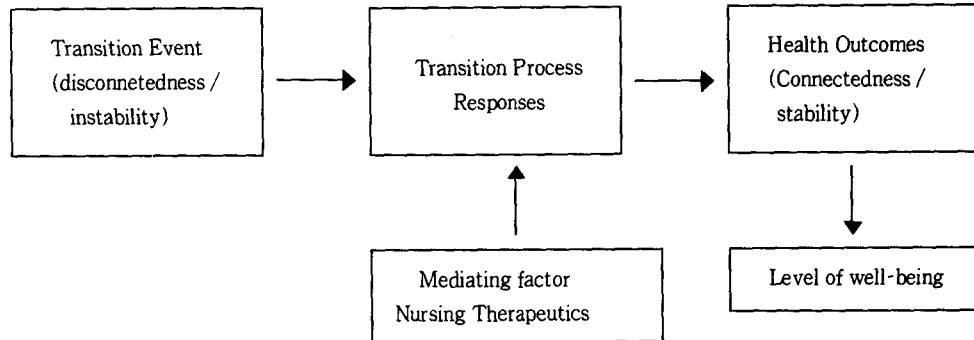 Transition Event
(disconnetedness /
instability)
Transition Process
Responses
Health Outcomes
(Connectedness /
stability)
Mediating factor
Nursing Therapeutics
Level of well-being